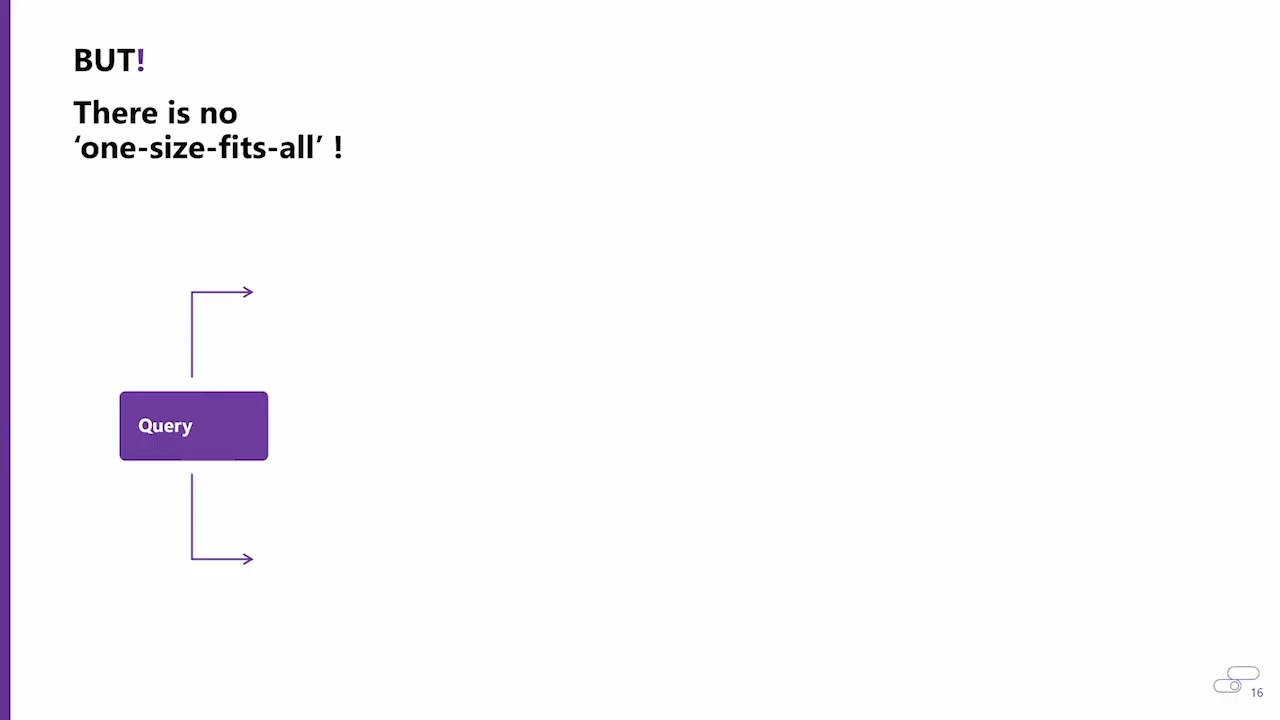 BUT!
There is no
‘one-size-fits-all’ !
Query
16